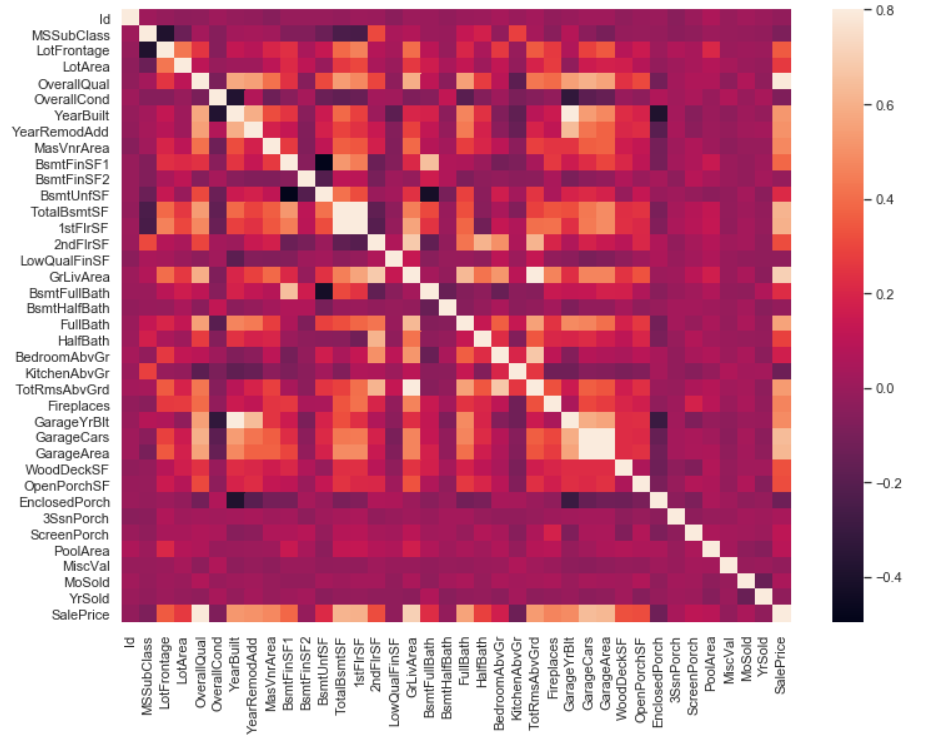 Id
MSSubClass
LotFrontage
LotArea
OverallQual
OverallCond
YearBuilt
YearRemodAdd
MasVnrArea
BsmtFinSF1
BsmtFinSF2
BsmtUnfSF
TotalBsmtSF
1stFlrSF
2ndFlrSF
LowQualFinSF
GrLivArea
BsmtFullBath
BsmtHalfBath
FullBath
HalfBath
BedroomAbvGr
KitchenAbvGr
TotRmsAbvGrd
Fireplaces
GarageYrBlt
GarageCars
GarageArea
WoodDeckSF
OpenPorchSF
EnclosedPorch
3SsnPorch
ScreenPorch
PoolArea
MiscVal
MoSold
YrSold
SalePrice
Id
MSSubClass
LotFrontage
LotArea
OverallQual
OverallCond
YearBuilt
YearRemodAdd
MasVnrArea
BsmtFinSF1
BsmtFinSF2
BsmtUnfSF
TotalBsmtSF
1stFlrSF
2ndFlrSF
LowQualFinSF
GrLivArea
BsmtFullBath
BsmtHalfBath
FullBath
HalfBath
BedroomAbvGr
KitchenAbvGr
TotRmsAbvGrd
Fireplaces
GarageYrBlt
GarageCars
GarageArea
WoodDeckSF
OpenPorchSF
EnclosedPorch
3SsnPorch
ScreenPorch
PoolArea
MiscVal
MoSold
YrSold
SalePrice
0.8
0.6
0.4
0.2
0.0
−0.2
−0.4